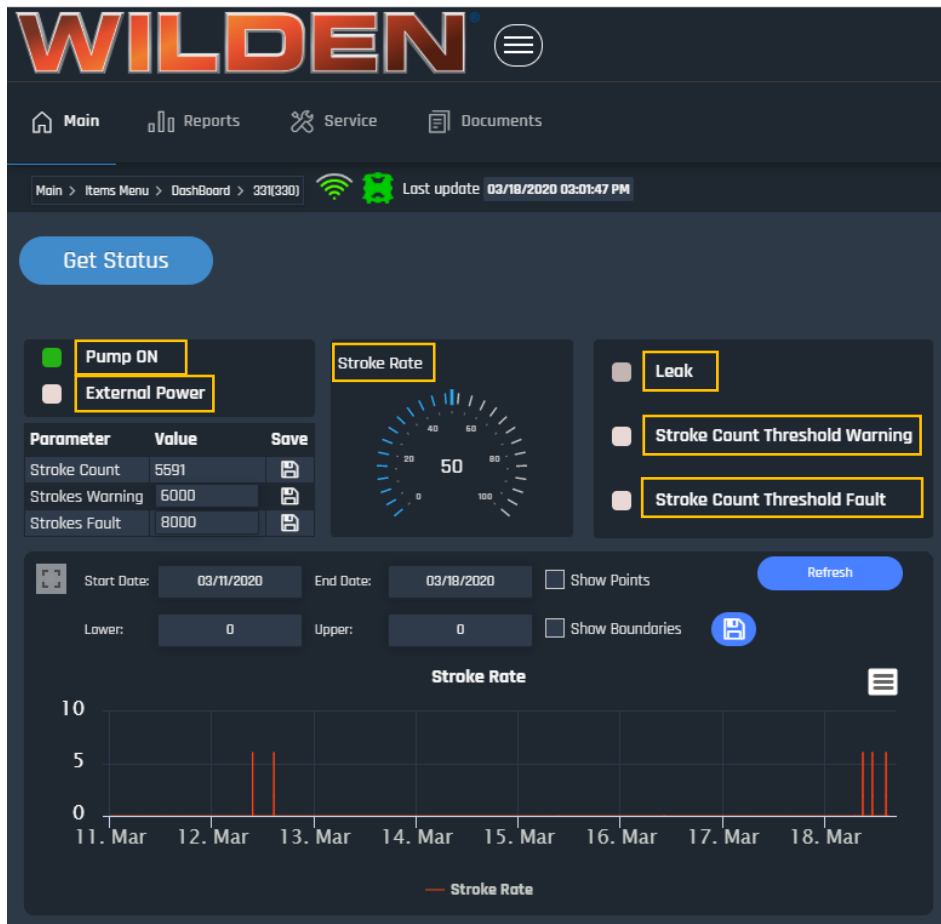 WILDEN®
Main Reports Service Documents
Main > Items Menu > DashBoard > 331(330) Last update 03/18/2020 03:01:47 PM
Get Status
Pump ON
External Power
Parameter Value Save
Stroke Count 5591
Strokes Warning 6000
Strokes Fault 8000
Stroke Rate
0 20 40 60 80 100
50
Leak
Stroke Count Threshold Warning
Stroke Count Threshold Fault
Start Date: 03/11/2020 End Date: 03/18/2020 Show Points Refresh
Lower: 0 Upper: 0 Show Boundaries
Stroke Rate
10
5
0
11. Mar 12. Mar 13. Mar 14. Mar 15. Mar 16. Mar 17. Mar 18. Mar
Stroke Rate